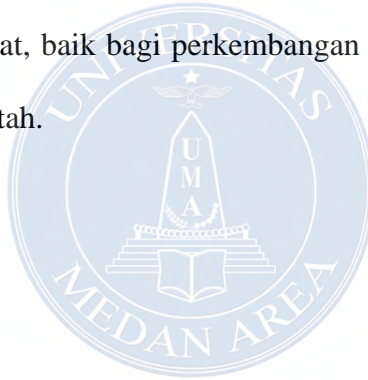 at, baik bagi perkembangan
tah.
UNIVERSITAS
U
M
A
MEDAN AREA